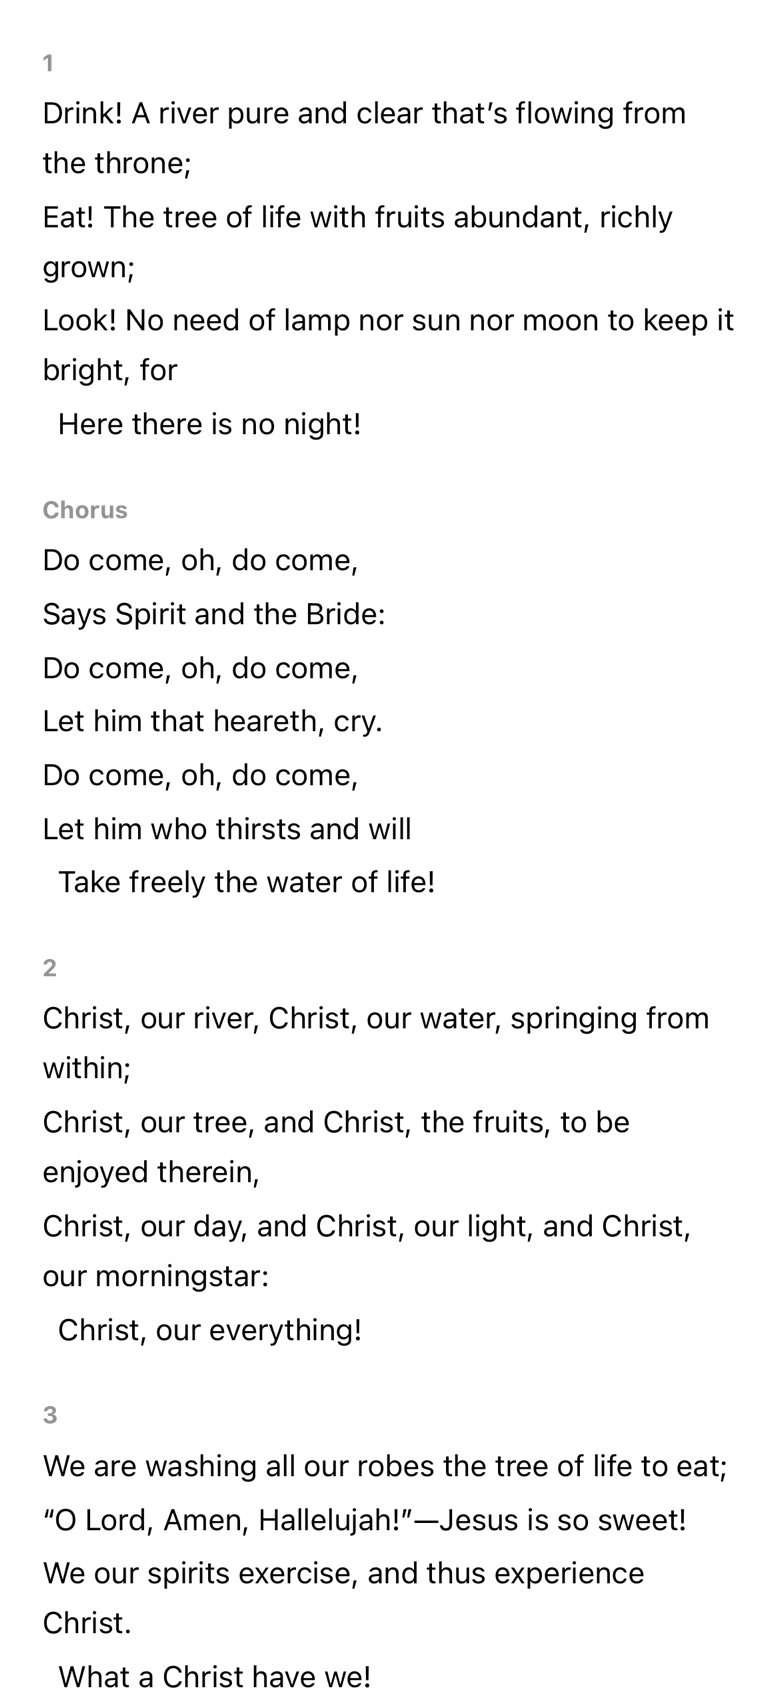 1
Drink! A river pure and clear that’s flowing from
the throne;
Eat! The tree of life with fruits abundant, richly
grown;
Look! No need of lamp nor sun nor moon to keep it
bright, for
Here there is no night!
Chorus
Do come, oh, do come,
Says Spirit and the Bride:
Do come, oh, do come,
Let him that heareth, cry.
Do come, oh, do come,
Let him who thirsts and will
Take freely the water of life!
2
Christ, our river, Christ, our water, springing from
within;
Christ, our tree, and Christ, the fruits, to be
enjoyed therein,
Christ, our day, and Christ, our light, and Christ,
our morningstar:
Christ, our everything!
3
We are washing all our robes the tree of life to eat;
“O Lord, Amen, Hallelujah!”—Jesus is so sweet!
We our spirits exercise, and thus experience
Christ.
What a Christ have we!